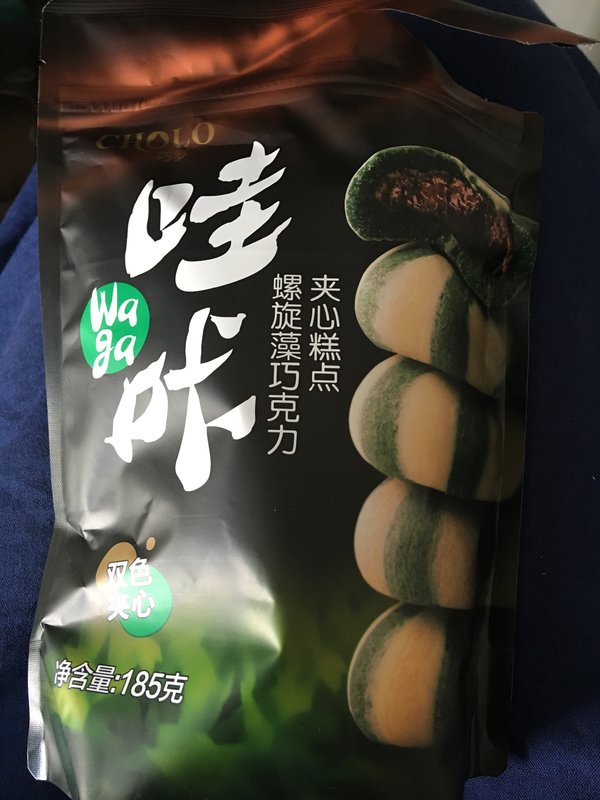 CHOLO
哇咔
Wa
ga
夹心糕点
螺旋藻巧克力
双色
夹心
净含量:185克